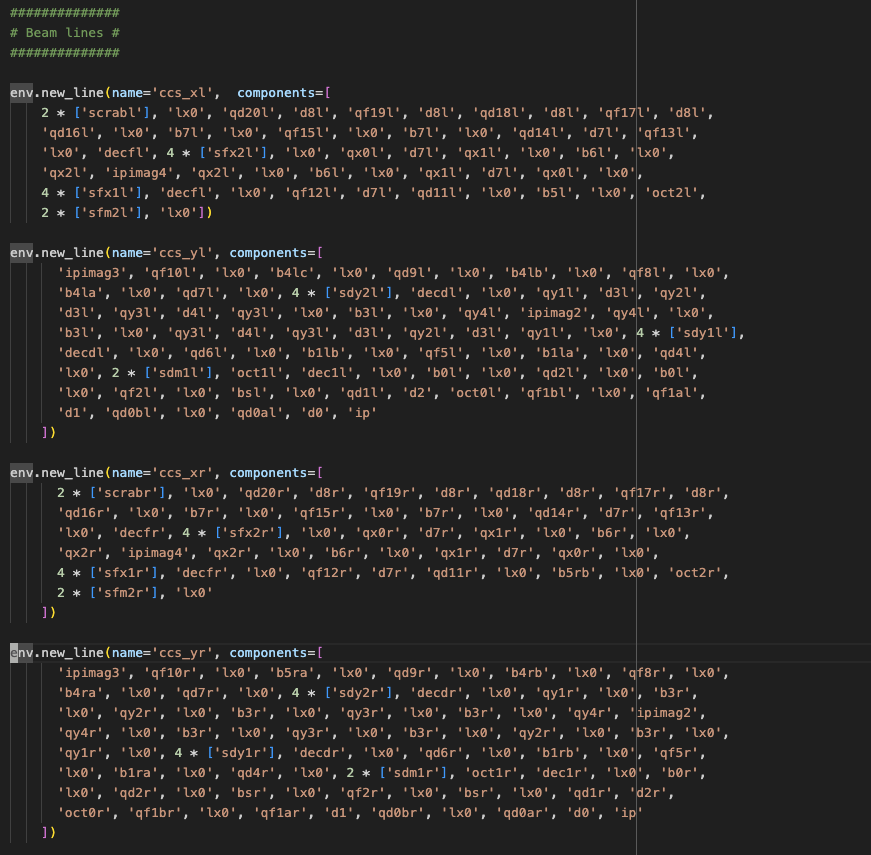 ##############
# Beam lines #
##############
env.new_line(name='ccs_xl',  components=[
    2 * ['scrabl'], 'lx0', 'qd20l', 'd8l', 'qf19l', 'd8l', 'qd18l', 'd8l', 'qf17l', 'd8l',
    'qd16l', 'lx0', 'b7l', 'lx0', 'qf15l', 'lx0', 'b7l', 'lx0', 'qd14l', 'd7l', 'qf13l',
    'lx0', 'decfl', 4 * ['sfx2l'], 'lx0', 'qx0l', 'd7l', 'qx1l', 'lx0', 'b6l', 'lx0',
    'qx2l', 'ipimag4', 'qx2l', 'lx0', 'b6l', 'lx0', 'qx1l', 'd7l', 'qx0l', 'lx0',
    4 * ['sfx1l'], 'decfl', 'lx0', 'qf12l', 'd7l', 'qd11l', 'lx0', 'b5l', 'lx0', 'oct2l',
    2 * ['sfm2l'], 'lx0'])
env.new_line(name='ccs_yl', components=[
      'ipimag3', 'qf10l', 'lx0', 'b4lc', 'lx0', 'qd9l', 'lx0', 'b4lb', 'lx0', 'qf8l', 'lx0',
      'b4la', 'lx0', 'qd7l', 'lx0', 4 * ['sdy2l'], 'decdl', 'lx0', 'qy1l', 'd3l', 'qy2l',
      'd3l', 'qy3l', 'd4l', 'qy3l', 'lx0', 'b3l', 'lx0', 'qy4l', 'ipimag2', 'qy4l', 'lx0',
      'b3l', 'lx0', 'qy3l', 'd4l', 'qy3l', 'd3l', 'qy2l', 'd3l', 'qy1l', 'lx0', 4 * ['sdy1l'],
      'decdl', 'lx0', 'qd6l', 'lx0', 'b1lb', 'lx0', 'qf5l', 'lx0', 'b1la', 'lx0', 'qd4l',
      'lx0', 2 * ['sdm1l'], 'oct1l', 'dec1l', 'lx0', 'b0l', 'lx0', 'qd2l', 'lx0', 'b0l',
      'lx0', 'qf2l', 'lx0', 'bsl', 'lx0', 'qd1l', 'd2', 'oct0l', 'qf1bl', 'lx0', 'qf1al',
      'd1', 'qd0bl', 'lx0', 'qd0al', 'd0', 'ip'
    ])
env.new_line(name='ccs_xr', components=[
      2 * ['scrabr'], 'lx0', 'qd20r', 'd8r', 'qf19r', 'd8r', 'qd18r', 'd8r', 'qf17r', 'd8r',
      'qd16r', 'lx0', 'b7r', 'lx0', 'qf15r', 'lx0', 'b7r', 'lx0', 'qd14r', 'd7r', 'qf13r',
      'lx0', 'decfr', 4 * ['sfx2r'], 'lx0', 'qx0r', 'd7r', 'qx1r', 'lx0', 'b6r', 'lx0',
      'qx2r', 'ipimag4', 'qx2r', 'lx0', 'b6r', 'lx0', 'qx1r', 'd7r', 'qx0r', 'lx0',
      4 * ['sfx1r'], 'decfr', 'lx0', 'qf12r', 'd7r', 'qd11r', 'lx0', 'b5rb', 'lx0', 'oct2r',
      2 * ['sfm2r'], 'lx0'
    ])
env.new_line(name='ccs_yr', components=[
      'ipimag3', 'qf10r', 'lx0', 'b5ra', 'lx0', 'qd9r', 'lx0', 'b4rb', 'lx0', 'qf8r', 'lx0',
      'b4ra', 'lx0', 'qd7r', 'lx0', 4 * ['sdy2r'], 'decdr', 'lx0', 'qy1r', 'lx0', 'b3r',
      'lx0', 'qy2r', 'lx0', 'b3r', 'lx0', 'qy3r', 'lx0', 'b3r', 'lx0', 'qy4r', 'ipimag2',
      'qy4r', 'lx0', 'b3r', 'lx0', 'qy3r', 'lx0', 'b3r', 'lx0', 'qy2r', 'lx0', 'b3r', 'lx0',
      'qy1r', 'lx0', 4 * ['sdy1r'], 'decdr', 'lx0', 'qd6r', 'lx0', 'b1rb', 'lx0', 'qf5r',
      'lx0', 'b1ra', 'lx0', 'qd4r', 'lx0', 2 * ['sdm1r'], 'oct1r', 'dec1r', 'lx0', 'b0r',
      'lx0', 'qd2r', 'lx0', 'bsr', 'lx0', 'qf2r', 'lx0', 'bsr', 'lx0', 'qd1r', 'd2r',
      'oct0r', 'qf1br', 'lx0', 'qf1ar', 'd1', 'qd0br', 'lx0', 'qd0ar', 'd0', 'ip'
    ])